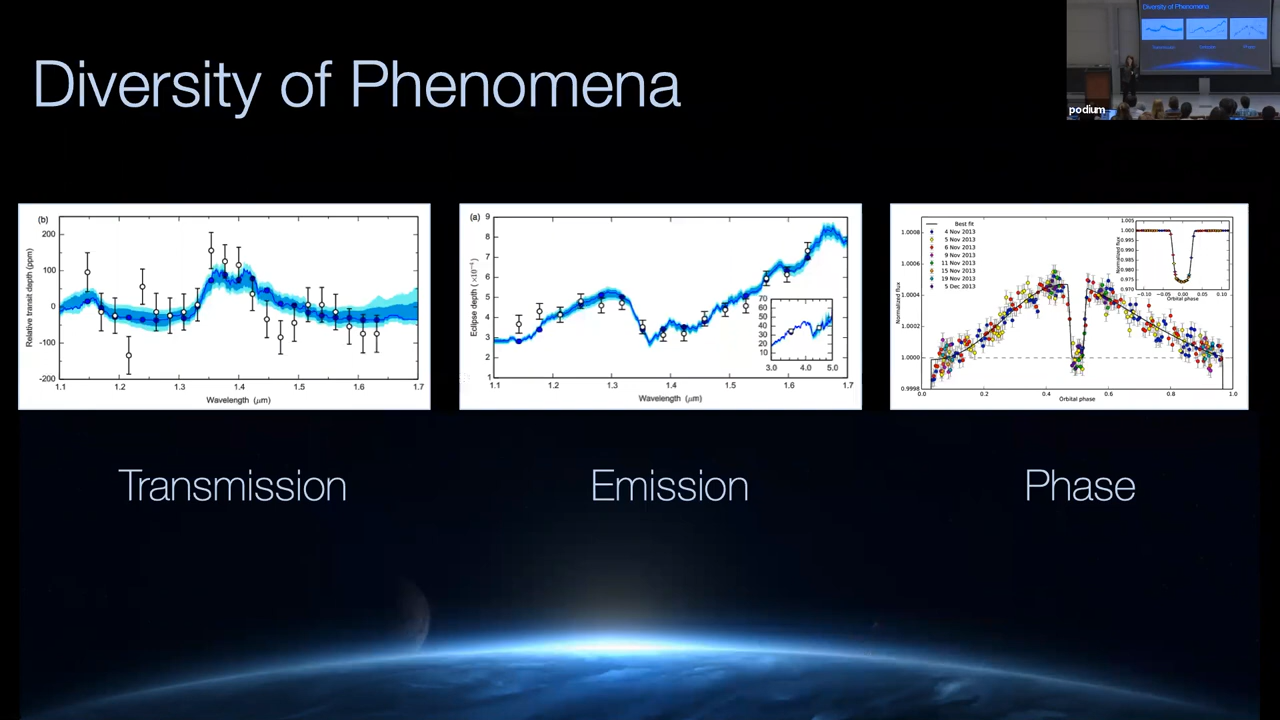 Diversity of Phenomena
Diversity of Phenomena
Transmission
Emission
Phase
podium
(b)
200
100
0
-100
-200
1.1
1.2
1.3
1.4
1.5
1.6
1.7
Relative transit depth (ppm)
Wavelength (μm)
(a)
9
8
7
6
5
4
3
2
1
1.1
1.2
1.3
1.4
1.5
1.6
1.7
Eclipse depth (×10⁻⁴)
Wavelength (μm)
70
60
50
40
30
20
10
3.0
4.0
5.0
Best fit
4 Nov 2013
5 Nov 2013
6 Nov 2013
9 Nov 2013
11 Nov 2013
15 Nov 2013
19 Nov 2013
5 Dec 2013
1.0008
1.0006
1.0004
1.0002
1.0000
0.9998
Normalized flux
0.0
0.2
0.4
0.6
0.8
1.0
Orbital phase
1.005
1.000
0.995
0.990
0.985
0.980
0.975
0.970
Normalized flux
−0.10
−0.05
0.00
0.05
0.10
Orbital phase
Transmission
Emission
Phase